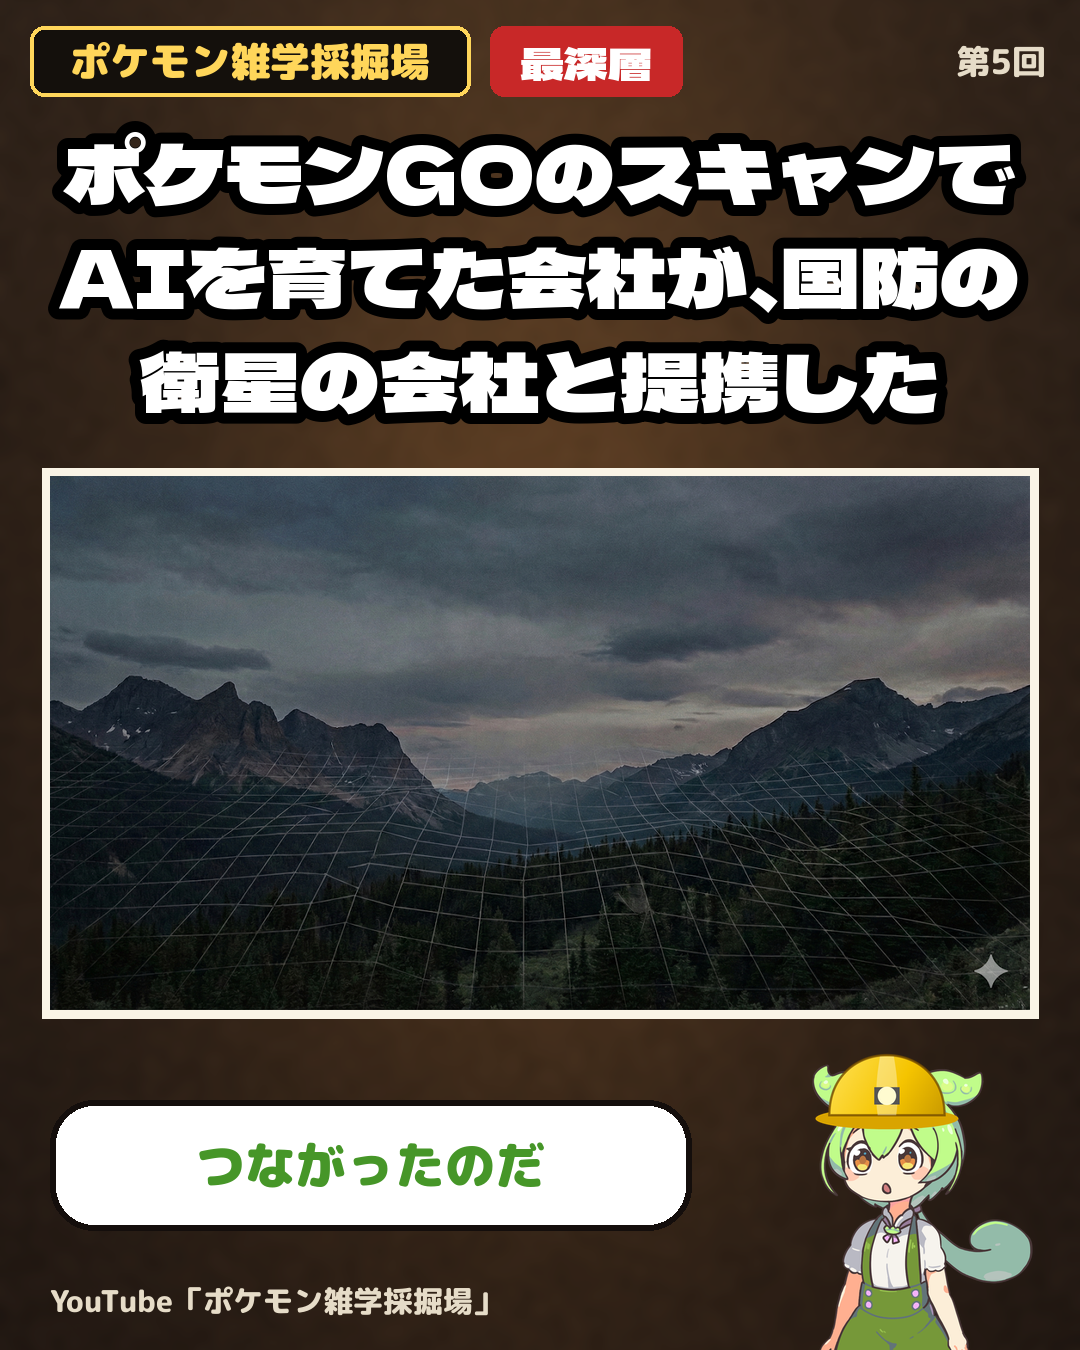 ポケモン雑学採掘場
最深層
第5回
ポケモンGOのスキャンで
AIを育てた会社が、国防の
衛星の会社と提携した
つながったのだ
YouTube「ポケモン雑学採掘場」